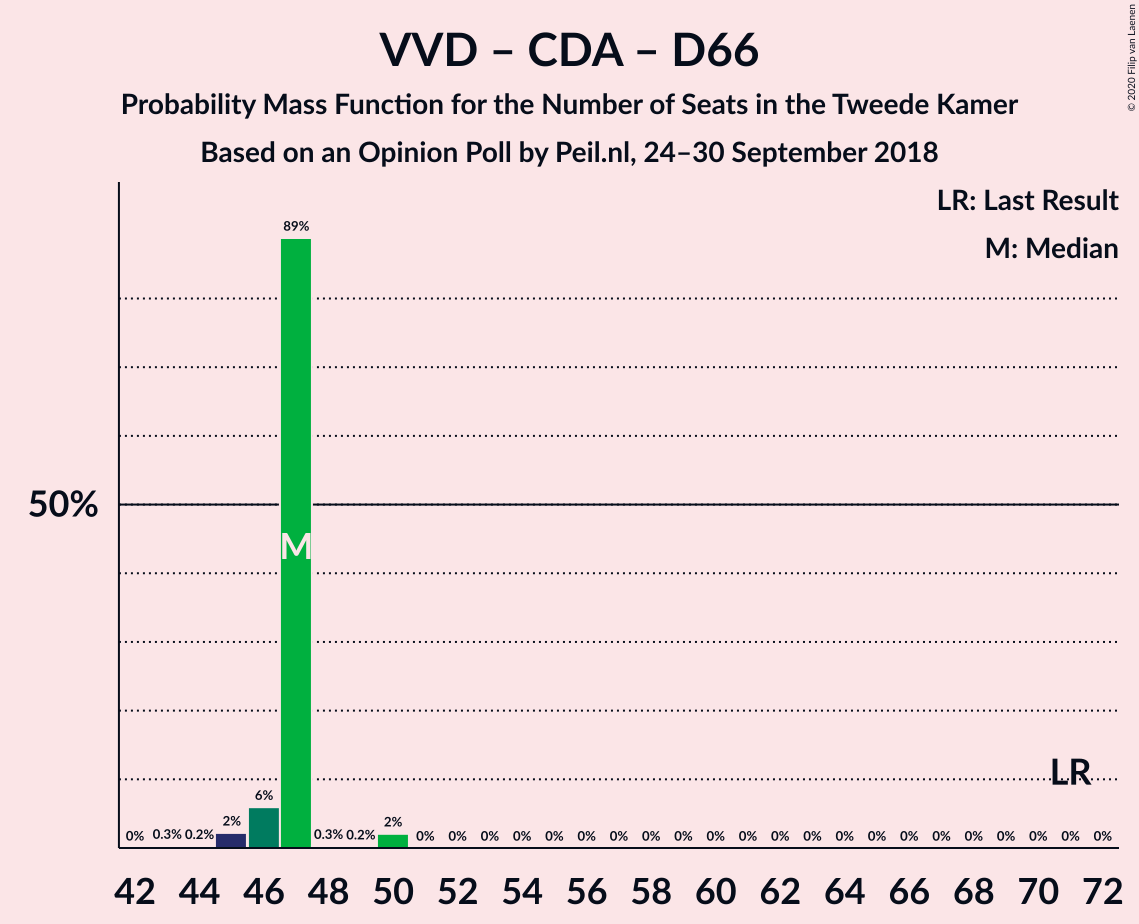 VVD – CDA – D66
Probability Mass Function for the Number of Seats in the Tweede Kamer
Based on an Opinion Poll by Peil.nl, 24–30 September 2018
© 2020 Filip van Laenen
LR: Last Result
M: Median
50%
0% 0.3% 0.2% 2% 6% 89% 0.3% 0.2% 2% 0% 0% 0% 0% 0% 0% 0% 0% 0% 0% 0% 0% 0% 0% 0% 0% 0% 0% 0% 0% 0% 0%
M
LR
42 44 46 48 50 52 54 56 58 60 62 64 66 68 70 72